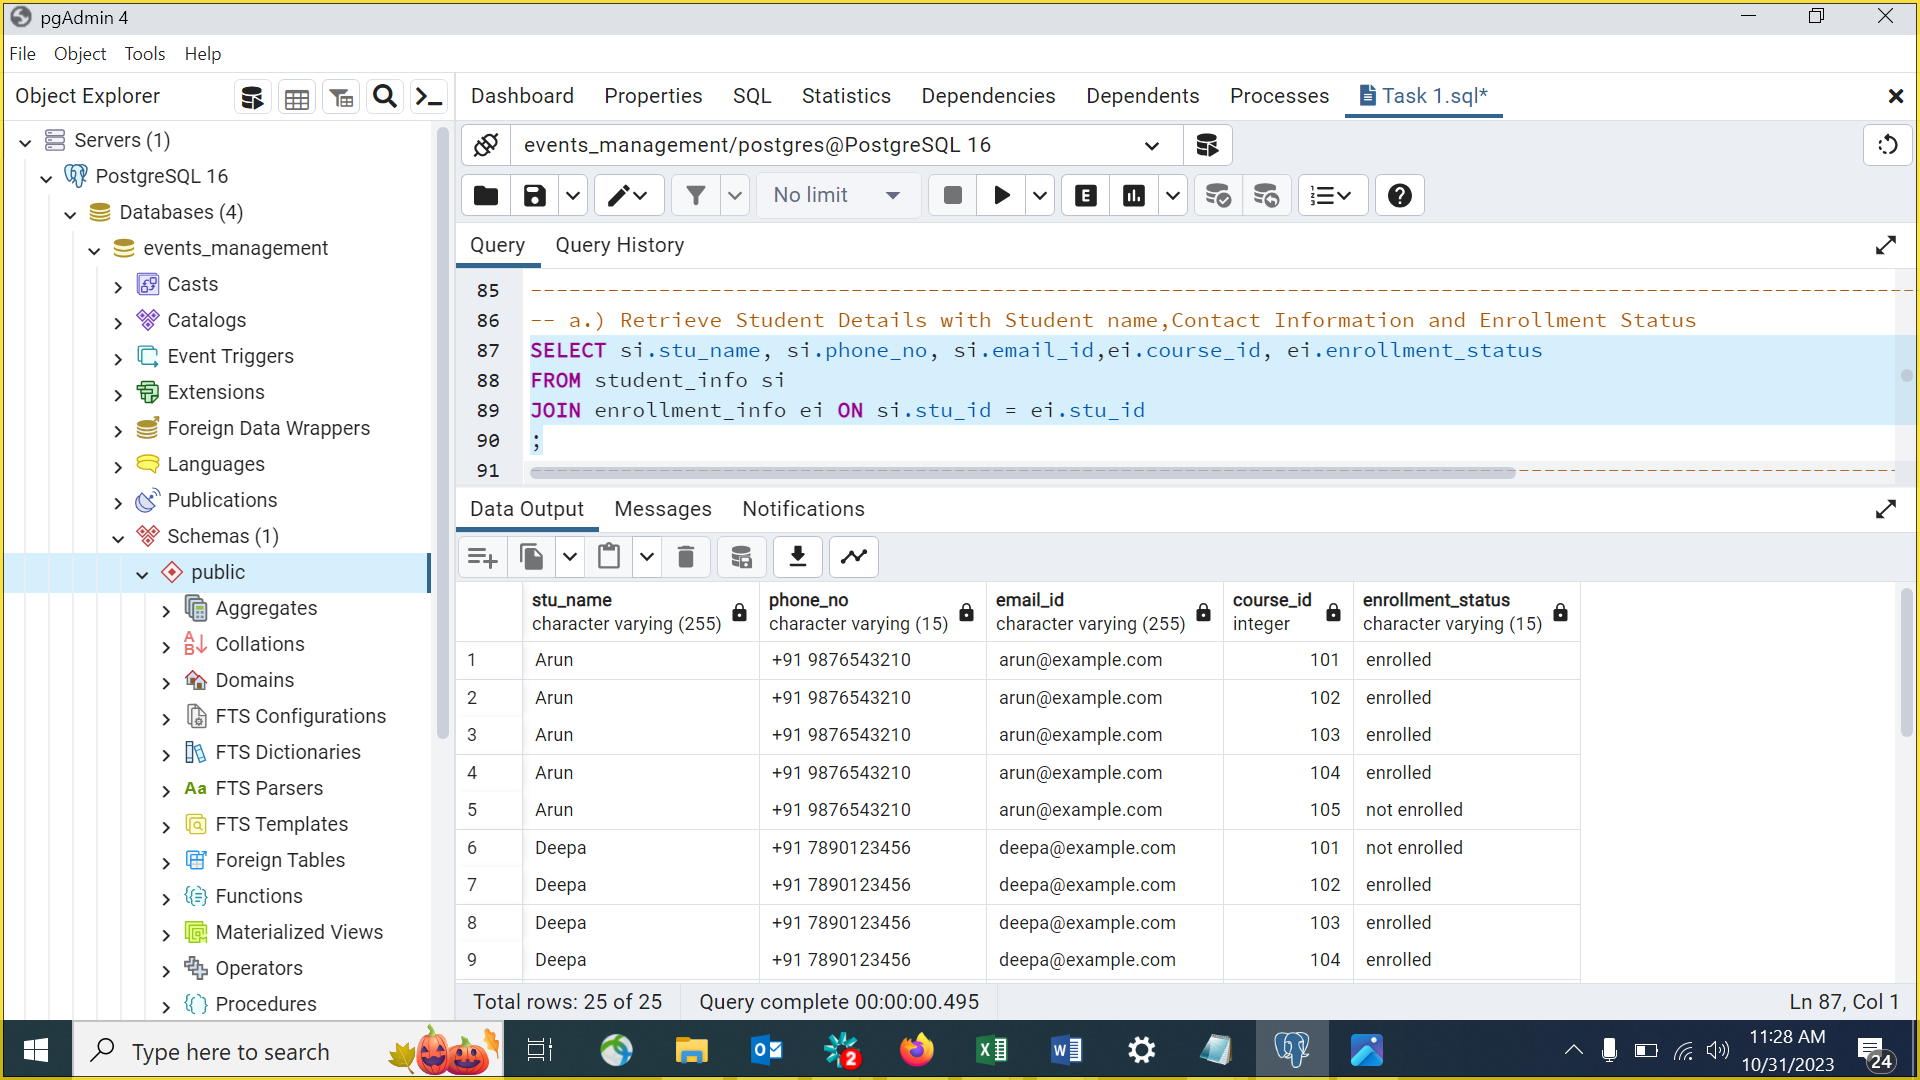 pgAdmin 4
File Object Tools Help
Object Explorer
Dashboard Properties SQL Statistics Dependencies Dependents Processes Task 1.sql*
Servers (1)
PostgreSQL 16
Databases (4)
events_management
Casts
Catalogs
Event Triggers
Extensions
Foreign Data Wrappers
Languages
Publications
Schemas (1)
public
Aggregates
Collations
Domains
FTS Configurations
FTS Dictionaries
Aa FTS Parsers
FTS Templates
Foreign Tables
Functions
Materialized Views
Operators
Procedures
events_management/postgres@PostgreSQL 16
No limit
E
Query Query History
85 ------------------------------------------------------------
86 -- a.) Retrieve Student Details with Student name,Contact Information and Enrollment Status
87 SELECT si.stu_name, si.phone_no, si.email_id,ei.course_id, ei.enrollment_status
88 FROM student_info si
89 JOIN enrollment_info ei ON si.stu_id = ei.stu_id
90 ;
91 ------------------------------------------------------------
Data Output Messages Notifications
stu_name phone_no email_id course_id enrollment_status
character varying (255) character varying (15) character varying (255) integer character varying (15)
1 Arun +91 9876543210 arun@example.com 101 enrolled
2 Arun +91 9876543210 arun@example.com 102 enrolled
3 Arun +91 9876543210 arun@example.com 103 enrolled
4 Arun +91 9876543210 arun@example.com 104 enrolled
5 Arun +91 9876543210 arun@example.com 105 not enrolled
6 Deepa +91 7890123456 deepa@example.com 101 not enrolled
7 Deepa +91 7890123456 deepa@example.com 102 enrolled
8 Deepa +91 7890123456 deepa@example.com 103 enrolled
9 Deepa +91 7890123456 deepa@example.com 104 enrolled
Total rows: 25 of 25 Query complete 00:00:00.495 Ln 87, Col 1
Type here to search
2
11:28 AM
10/31/2023
24